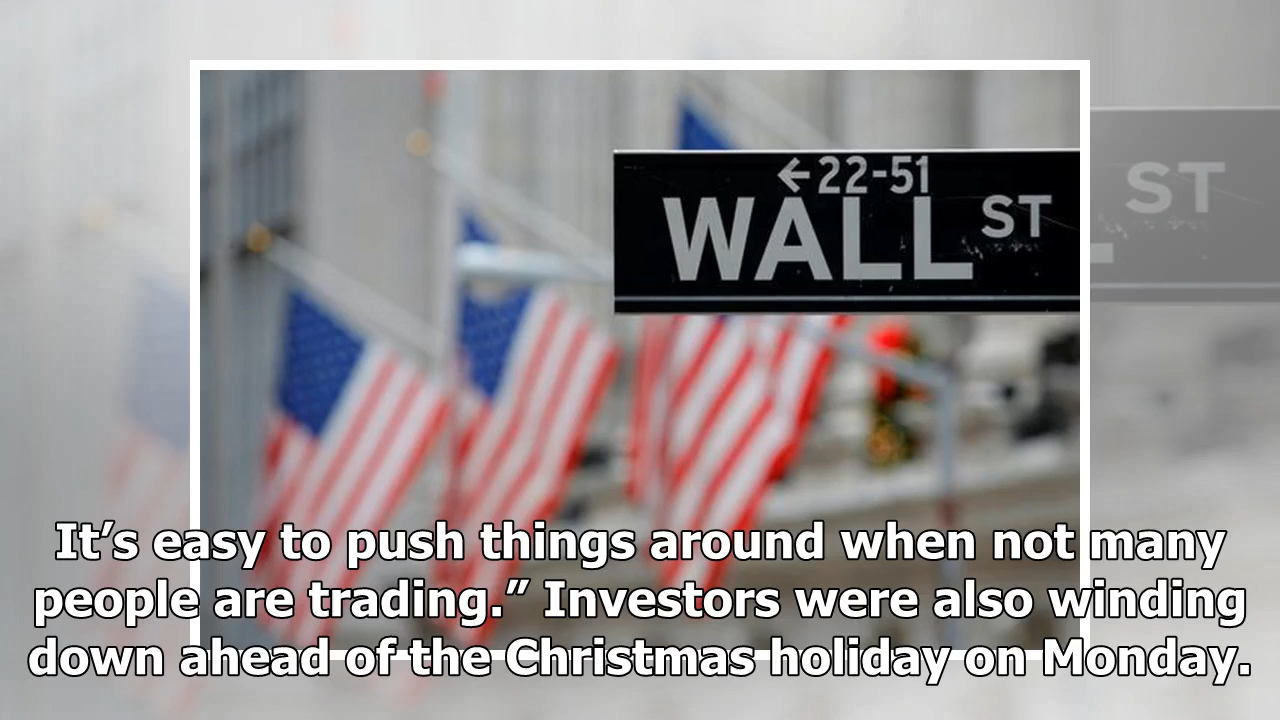 ←22-51
WALL ST
ST
It’s easy to push things around when not many
people are trading.” Investors were also winding
down ahead of the Christmas holiday on Monday.